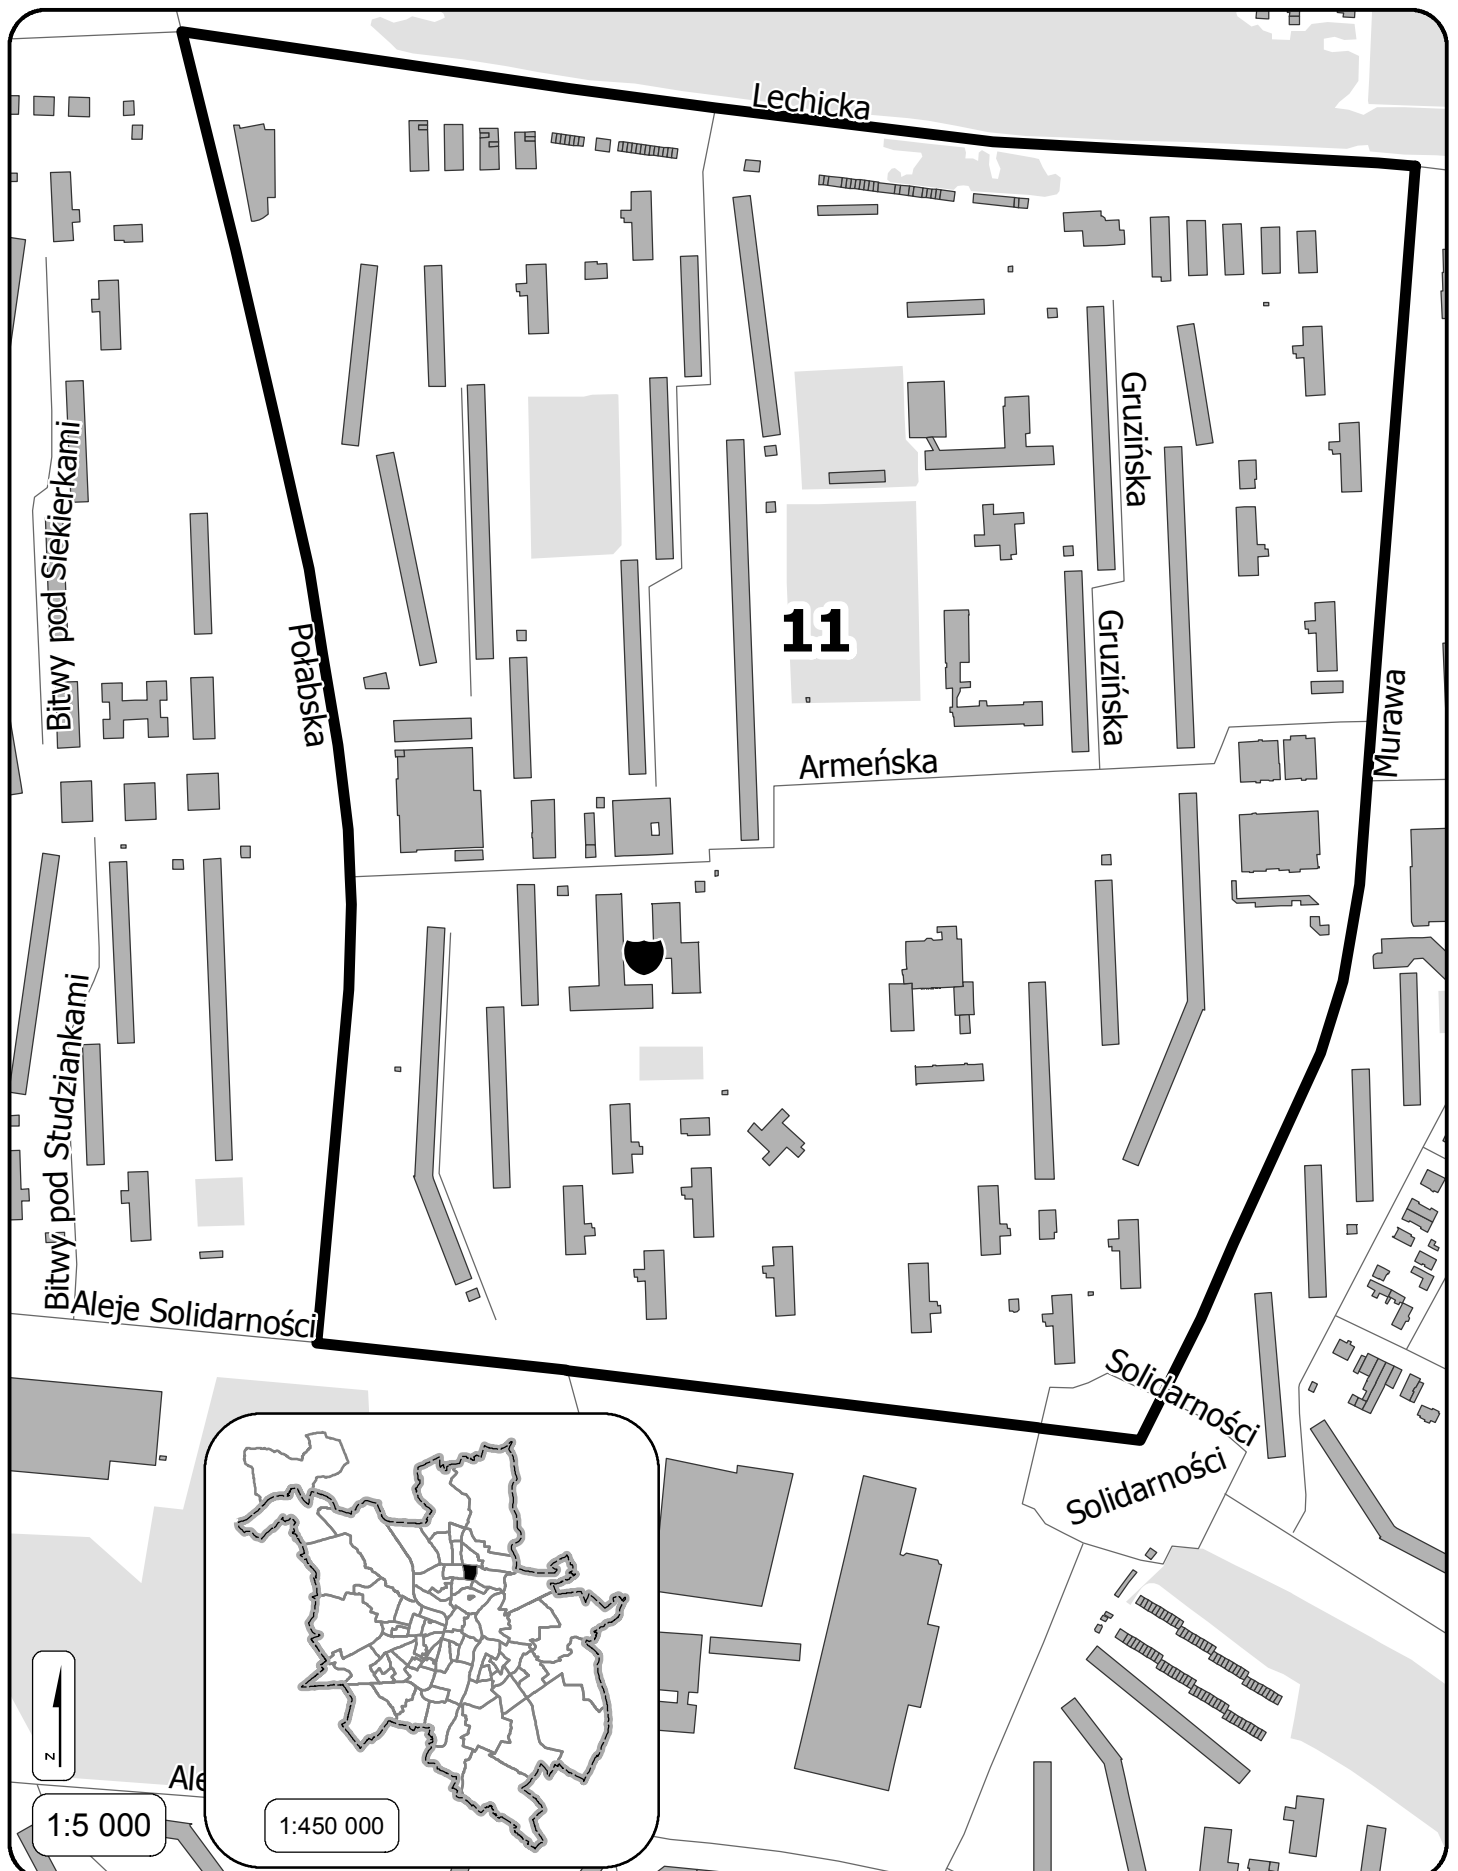 Lechicka
Gruzińska
Bitwy pod Siekierkami
11
Połabska
Gruzińska
Murawa
Armeńska
Bitwy pod Studziankami
Aleje Solidarności
Solidarności
Solidarności
z
Ale
1:5 000
1:450 000